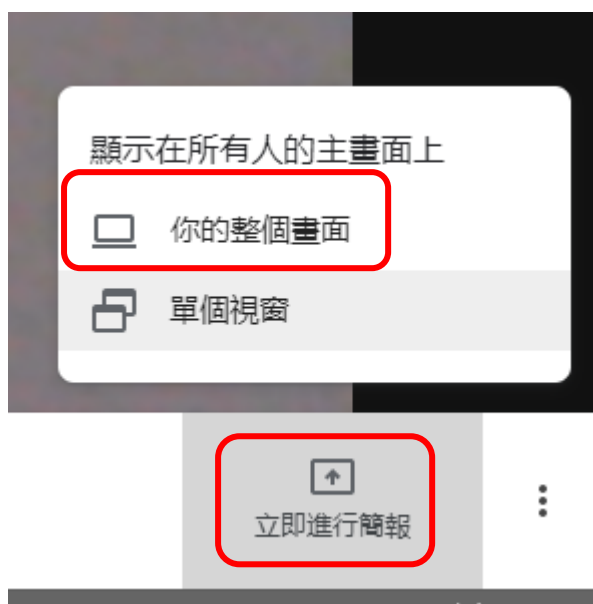 顯示在所有人的主畫面上
你的整個畫面
單個視窗
立即進行簡報